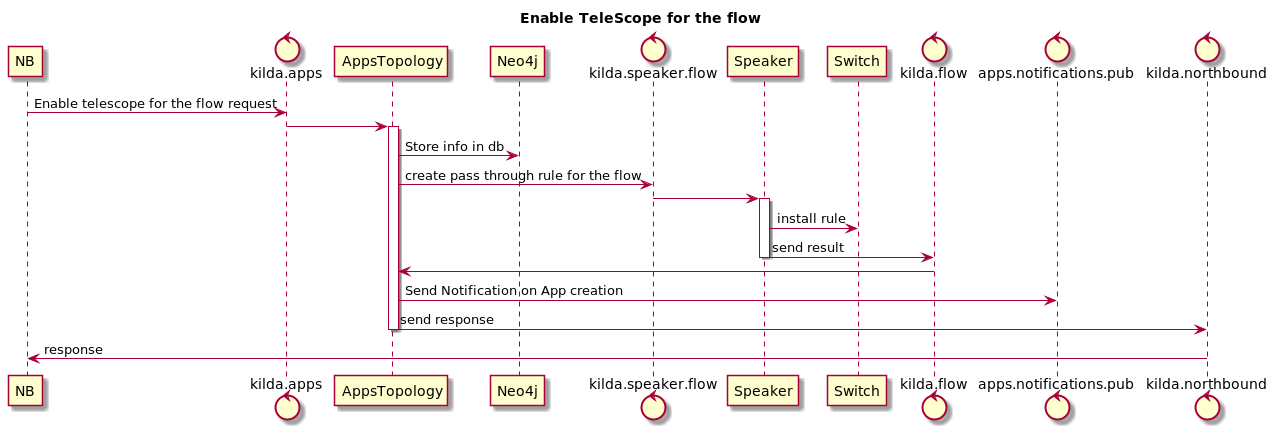 Enable TeleScope for the flow
NB
kilda.apps
AppsTopology
Neo4j
kilda.speaker.flow
Speaker
Switch
kilda.flow
apps.notifications.pub
kilda.northbound
Enable telescope for the flow request
Store info in db
create pass through rule for the flow
install rule
send result
Send Notification on App creation
send response
response
NB
kilda.apps
AppsTopology
Neo4j
kilda.speaker.flow
Speaker
Switch
kilda.flow
apps.notifications.pub
kilda.northbound